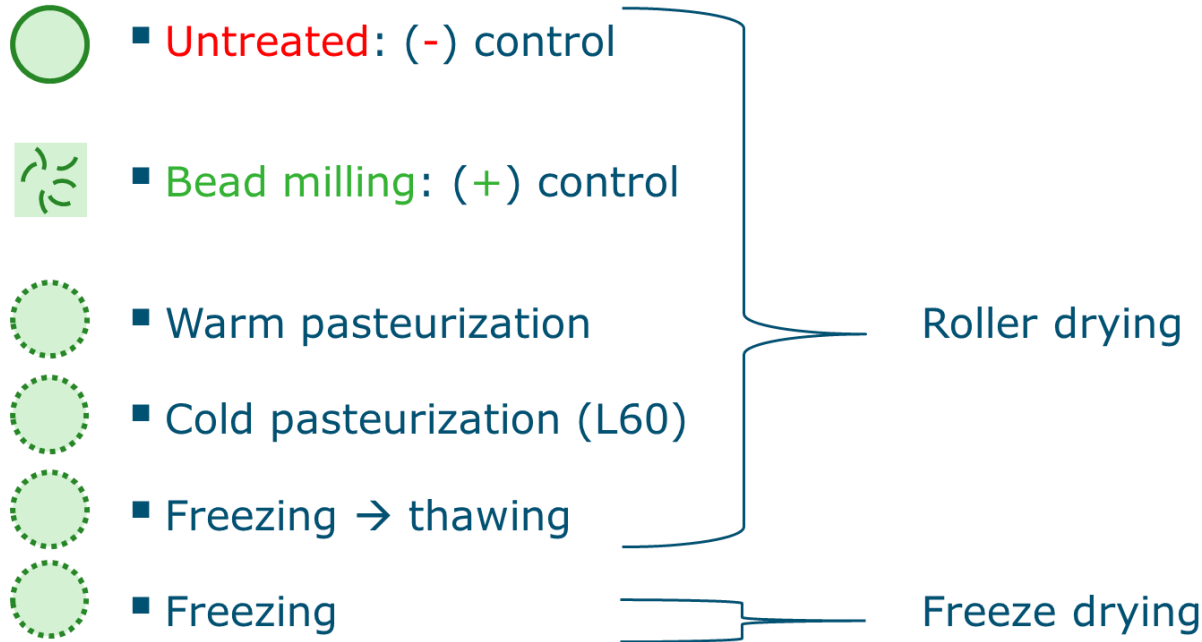 ▪ Untreated: (-) control
▪ Bead milling: (+) control
▪ Warm pasteurization
Roller drying
▪ Cold pasteurization (L60)
▪ Freezing → thawing
▪ Freezing
Freeze drying